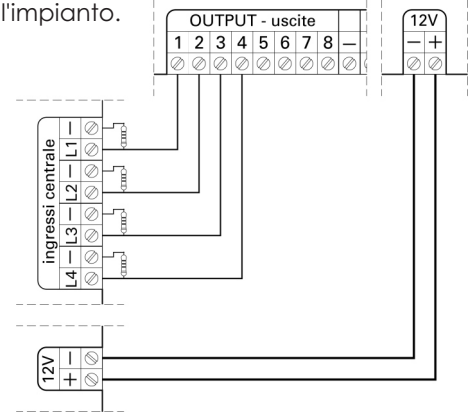 l'impianto.
OUTPUT - uscite
1 2 3 4 5 6 7 8 –
12V
– +
ingressi centrale
– L1 – L2 – L3 – L4
12V
– +